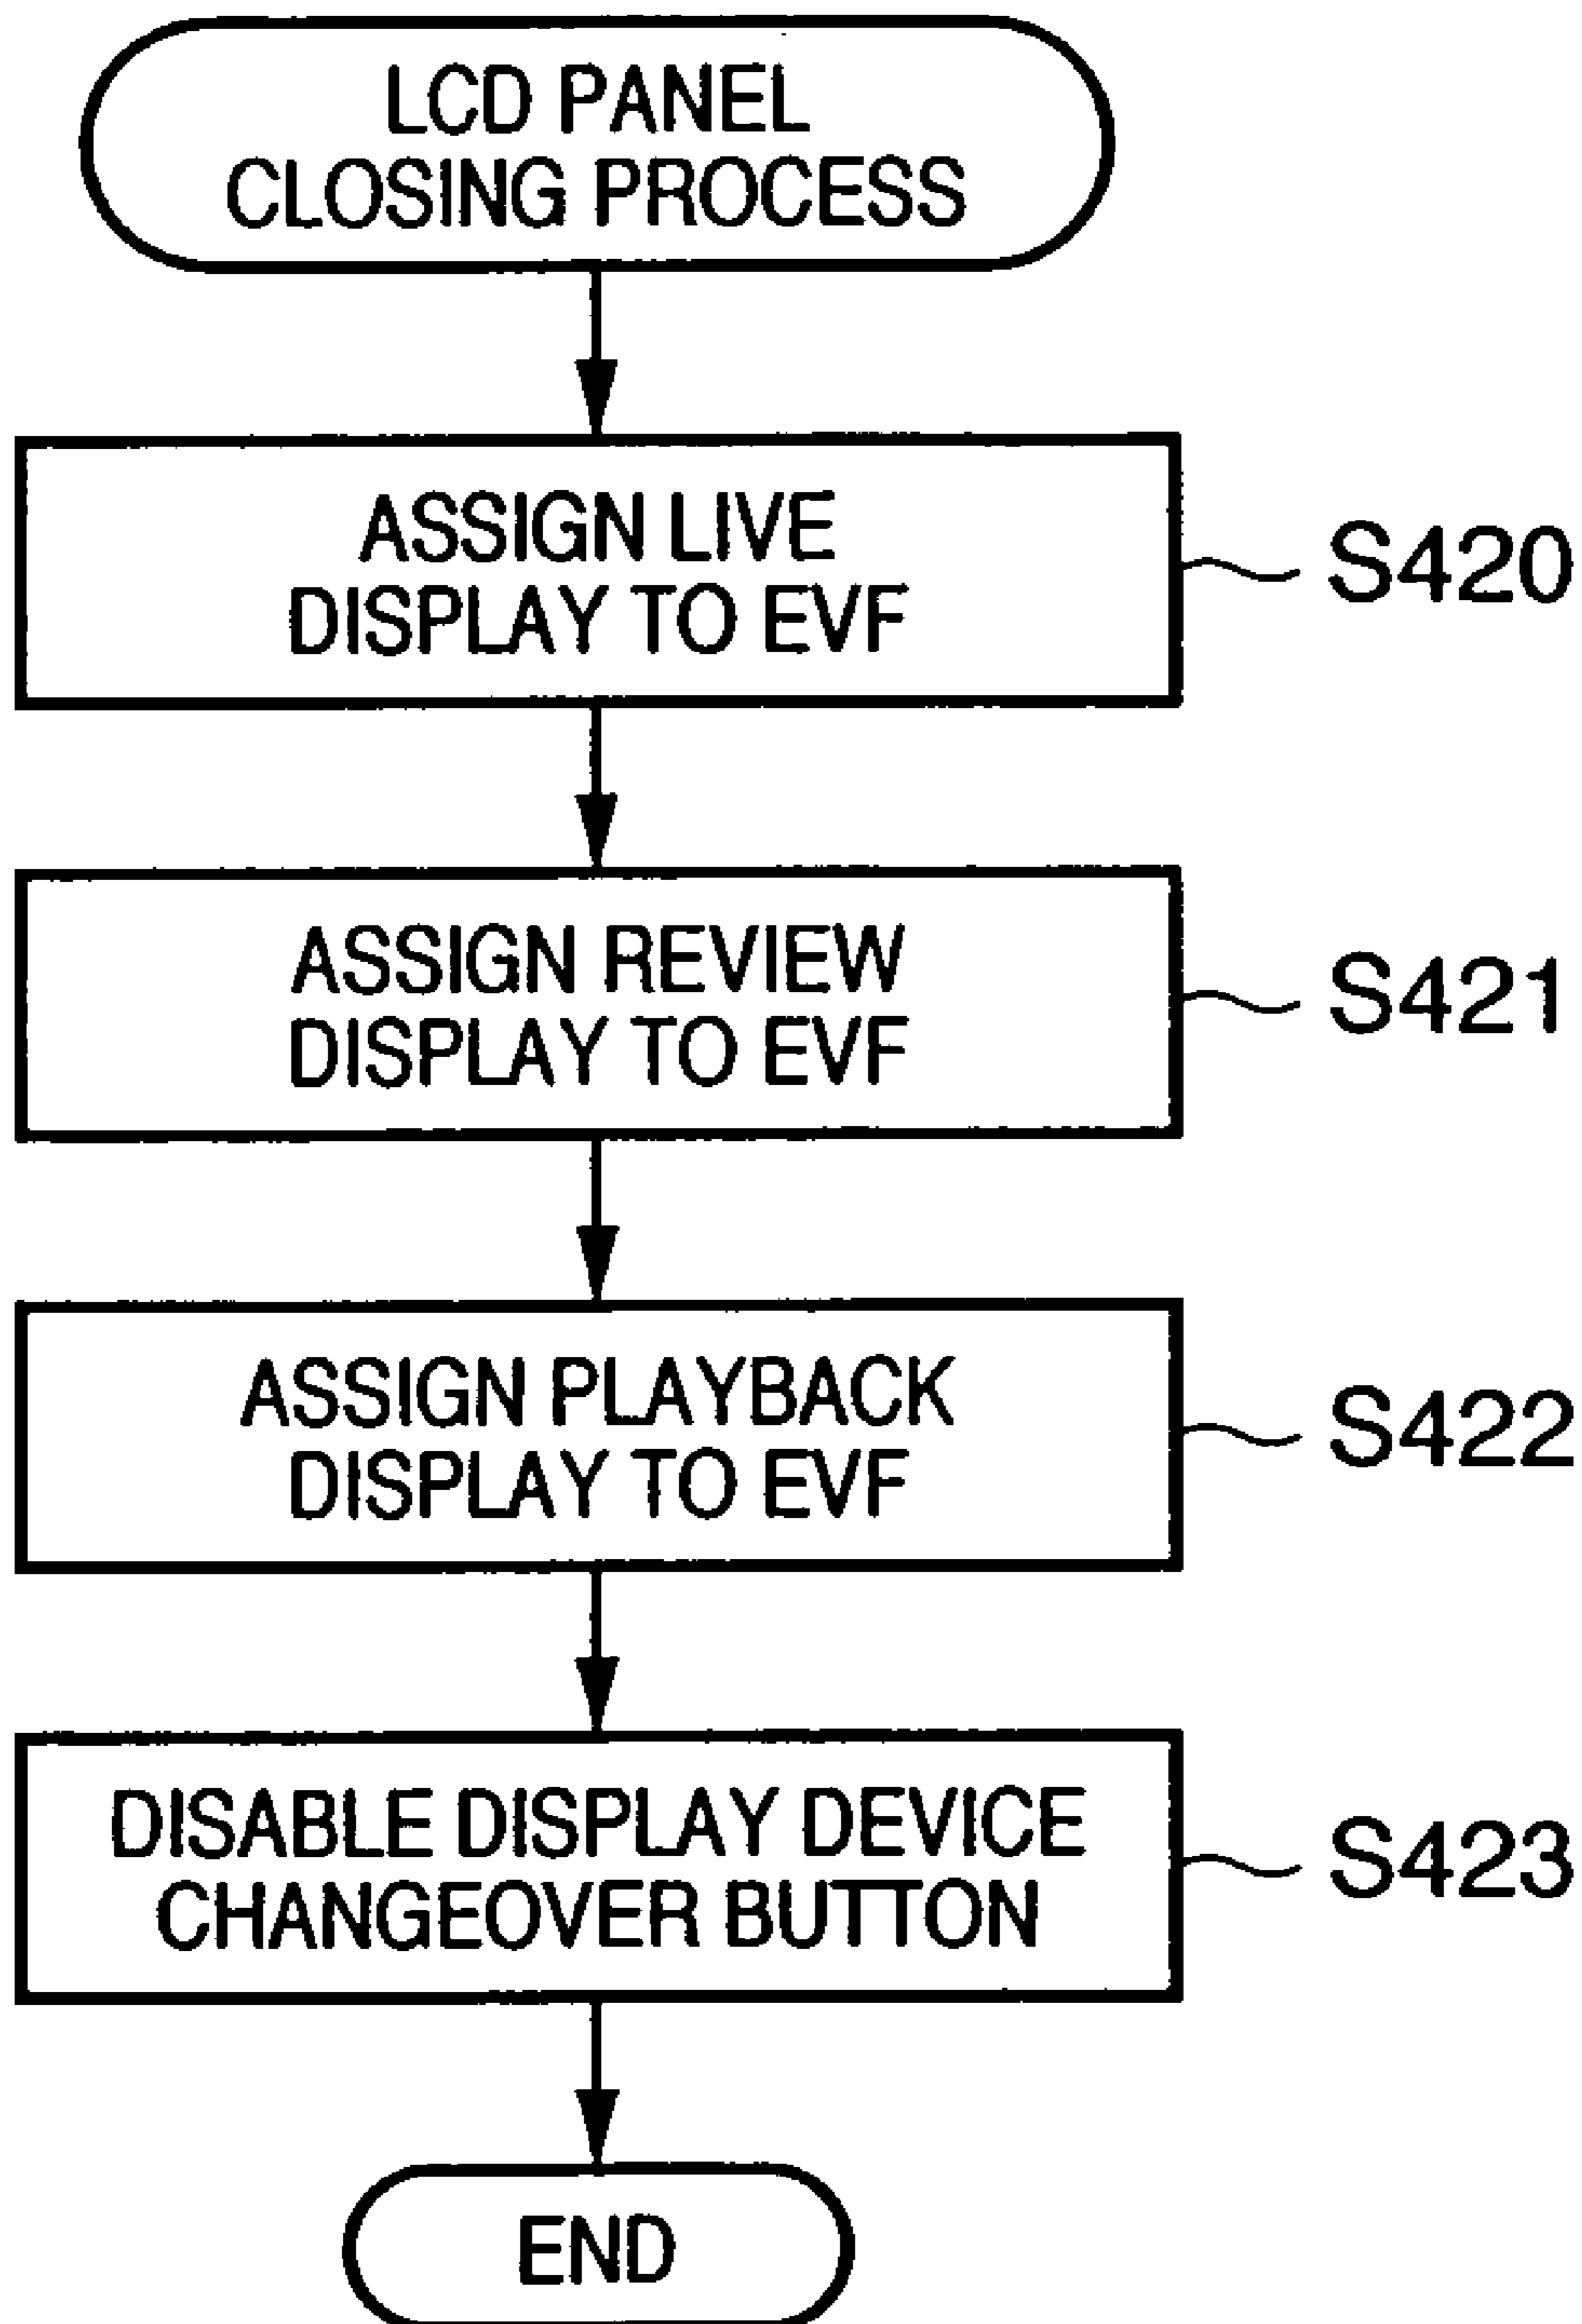 LCD PANEL
CLOSING PROCESS
ASSIGN LIVE
DISPLAY TO EVF
S420
ASSIGN REVIEW
DISPLAY TO EVF
S421
ASSIGN PLAYBACK
DISPLAY TO EVF
S422
DISABLE DISPLAY DEVICE
CHANGEOVER BUTTON
S423
END